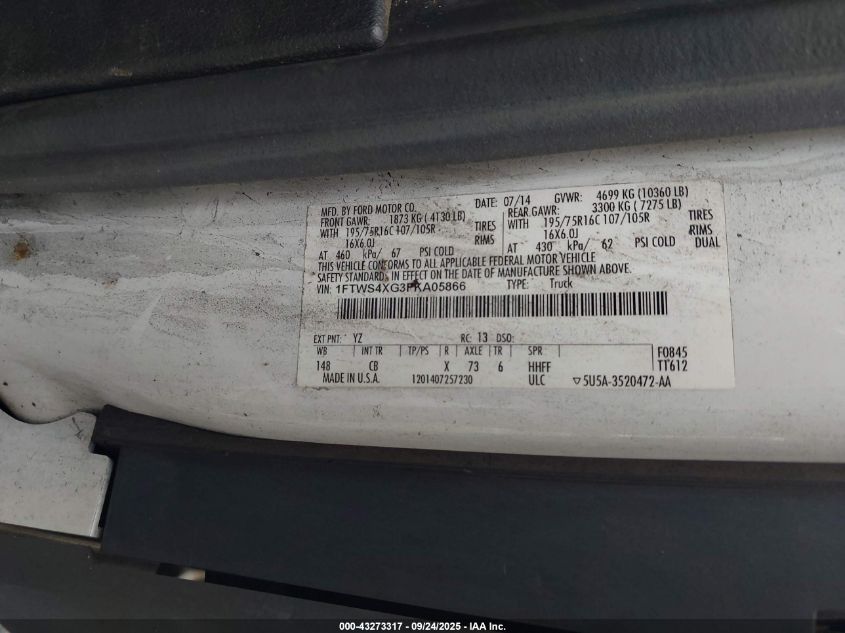 MFD. BY FORD MOTOR CO. DATE: 07/14 GVWR: 4699 KG (10360 LB)
FRONT GAWR: 1873 KG ( 4130 LB) REAR GAWR: 3300 KG ( 7275 LB)
WITH 195/75R16C 107/105R TIRES WITH 195/75R16C 107/105R TIRES
16X6.0J RIMS 16X6.0J RIMS
AT 460 kPa/ 67 PSI COLD AT 430 kPa/ 62 PSI COLD DUAL
THIS VEHICLE CONFORMS TO ALL APPLICABLE FEDERAL MOTOR VEHICLE
SAFETY STANDARDS IN EFFECT ON THE DATE OF MANUFACTURE SHOWN ABOVE.
VIN: 1FTWS4XG3FKA05866 TYPE: Truck
EXT PNT: YZ RC: 13 DSO:
WB INT TR TP/PS R AXLE TR SPR F0845
148 CB X 73 6 HHFF TT612
MADE IN U.S.A. 1201407257230 ULC ▽5U5A-3520472-AA
000-43273317 - 09/24/2025 - IAA Inc.